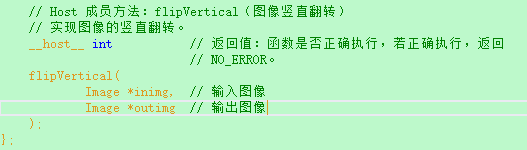 // Host 成员方法：flipVertical（图像竖直翻转）
// 实现图像的竖直翻转。
__host__ int // 返回值：函数是否正确执行，若正确执行，返回
// NO_ERROR。
flipVertical(
Image *inimg, // 输入图像
Image *outimg // 输出图像
);
};